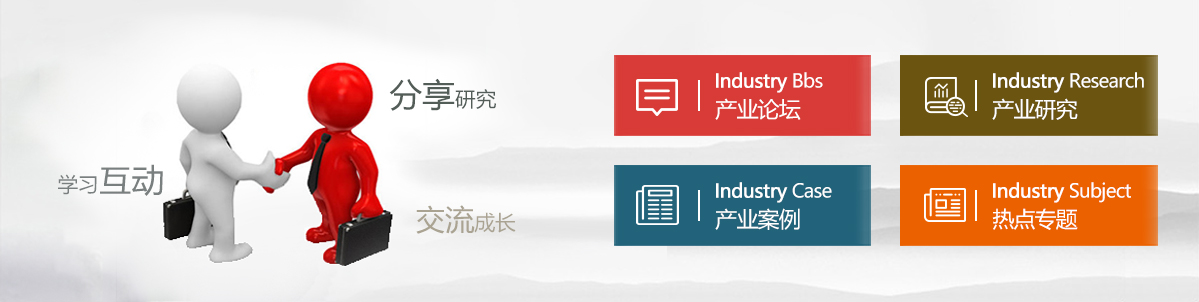 分享研究
学习互动
交流成长
Industry Bbs
产业论坛
Industry Research
产业研究
Industry Case
产业案例
Industry Subject
热点专题